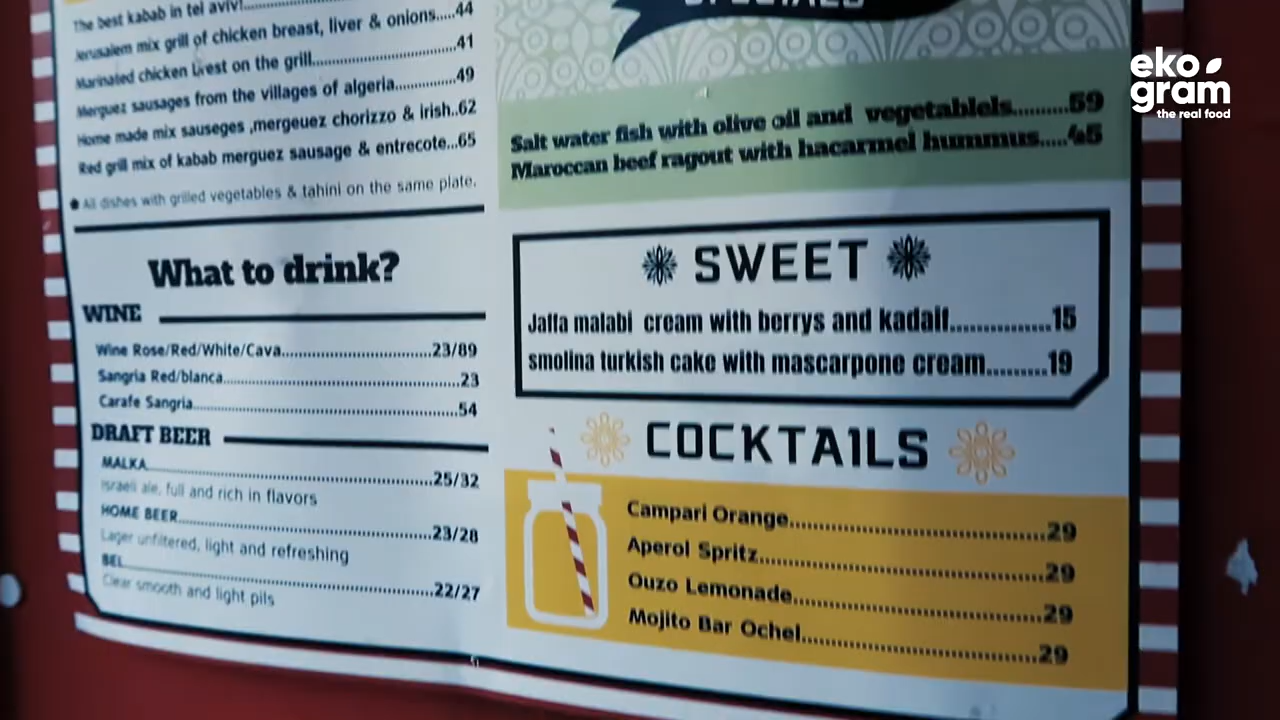 The best kabab in tel aviv!
Jerusalem mix grill of chicken breast, liver & onions.....44
Marinated chicken brest on the grill.....41
Merguez sausages from the villages of algeria.....49
Home made mix sauseges ,mergeuez chorizzo & irish..62
Red grill mix of kabab merguez sausage & entrecote...65
All dishes with grilled vegetables & tahini on the same plate.
What to drink?
WINE
Wine Rose/Red/White/Cava.....23/89
Sangria Red/blanca.....23
Carafe Sangria.....54
DRAFT BEER
MALKA.....25/32
Israeli ale, full and rich in flavors
HOME BEER.....23/28
Lager unfiltered, light and refreshing
BEL.....22/27
Clear smooth and light pils
SPECIALS
Salt water fish with olive oil and vegetablels.....59
Maroccan beef ragout with hacarmel hummus.....45
SWEET
Jaffa malabi cream with berrys and kadaif.....15
smolina turkish cake with mascarpone cream.....19
COCKTAILS
Campari Orange.....29
Aperol Spritz.....29
Ouzo Lemonade.....29
Mojito Bar Ochel.....29
eko
gram
the real food